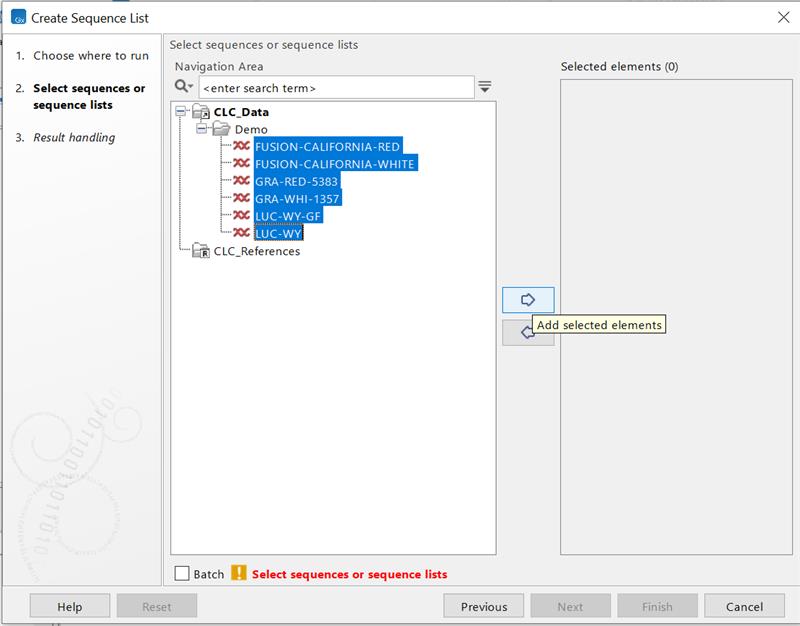 Gx Create Sequence List
1. Choose where to run
2. Select sequences or
sequence lists
3. Result handling
Select sequences or sequence lists
Navigation Area
<enter search term>
CLC_Data
Demo
FUSION-CALIFORNIA-RED
FUSION-CALIFORNIA-WHITE
GRA-RED-5383
GRA-WHI-1357
LUC-WY-GF
LUC-WY
CLC_References
Selected elements (0)
Add selected elements
Batch
Select sequences or sequence lists
Help
Reset
Previous
Next
Finish
Cancel